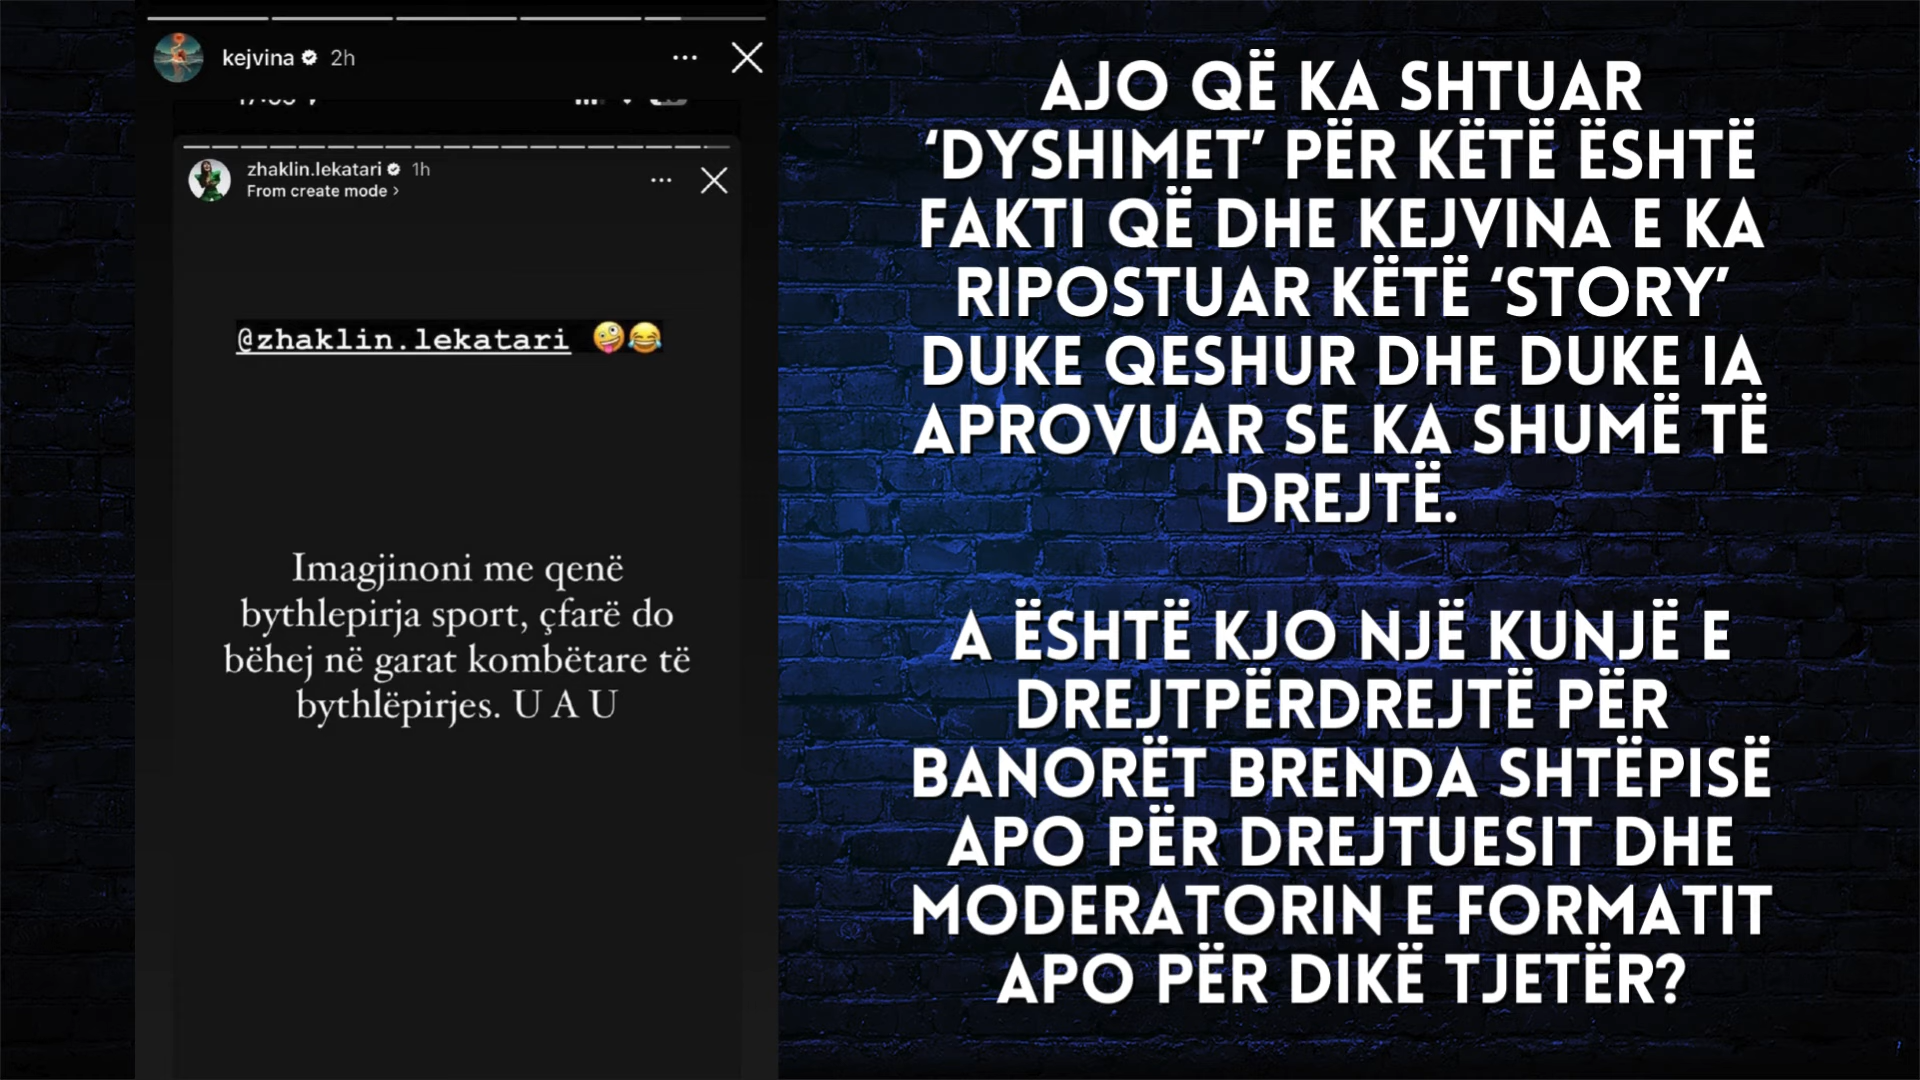 kejvina 2h
zhaklin.lekatari 1h
From create mode >
@zhaklin.lekatari 🤪😂
Imagjinoni me qenë
bythlepirja sport, çfarë do
bëhej në garat kombëtare të
bythlëpirjes. U A U
AJO QË KA SHTUAR
‘DYSHIMET’ PËR KËTË ËSHTË
FAKTI QË DHE KEJVINA E KA
RIPOSTUAR KËTË ‘STORY’
DUKE QESHUR DHE DUKE IA
APROVUAR SE KA SHUMË TË
DREJTË.
A ËSHTË KJO NJË KUNJË E
DREJTPËRDREJTË PËR
BANORËT BRENDA SHTËPISË
APO PËR DREJTUESIT DHE
MODERATORIN E FORMATIT
APO PËR DIKË TJETËR?